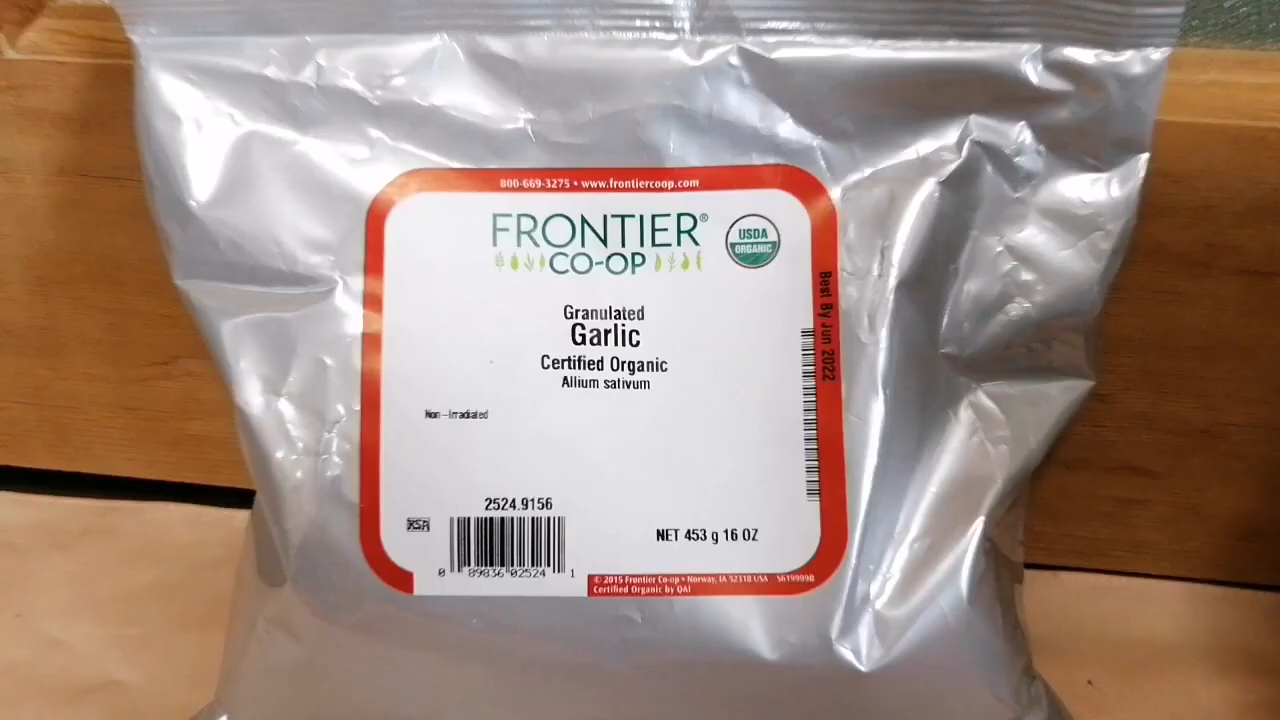 800-669-3275 • www.frontiercoop.com
FRONTIER®
CO-OP
USDA
ORGANIC
Granulated
Garlic
Certified Organic
Allium sativum
Non-Irradiated
Best By Jun 2022
2524.9156
KSA
NET 453 g 16 OZ
0 89836 02524 1
© 2015 Frontier Co-op • Norway, IA 52318 USA S619999B
Certified Organic by QAI